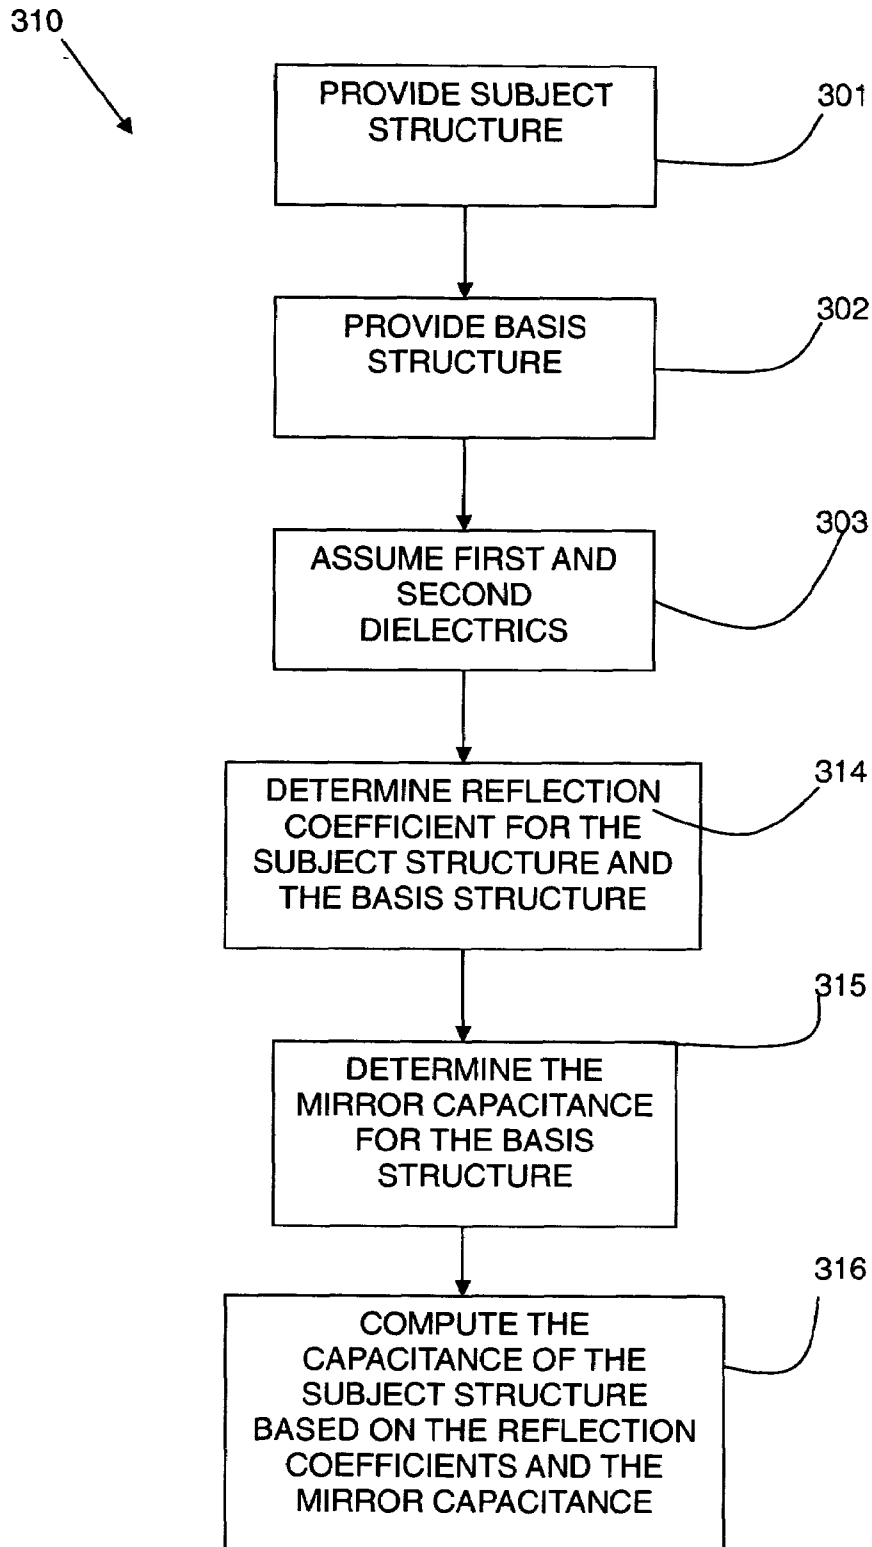 310
PROVIDE SUBJECT
STRUCTURE
301
PROVIDE BASIS
STRUCTURE
302
ASSUME FIRST AND
SECOND
DIELECTRICS
303
DETERMINE REFLECTION
COEFFICIENT FOR THE
SUBJECT STRUCTURE AND
THE BASIS STRUCTURE
314
DETERMINE THE
MIRROR CAPACITANCE
FOR THE BASIS
STRUCTURE
315
COMPUTE THE
CAPACITANCE OF THE
SUBJECT STRUCTURE
BASED ON THE REFLECTION
COEFFICIENTS AND THE
MIRROR CAPACITANCE
316